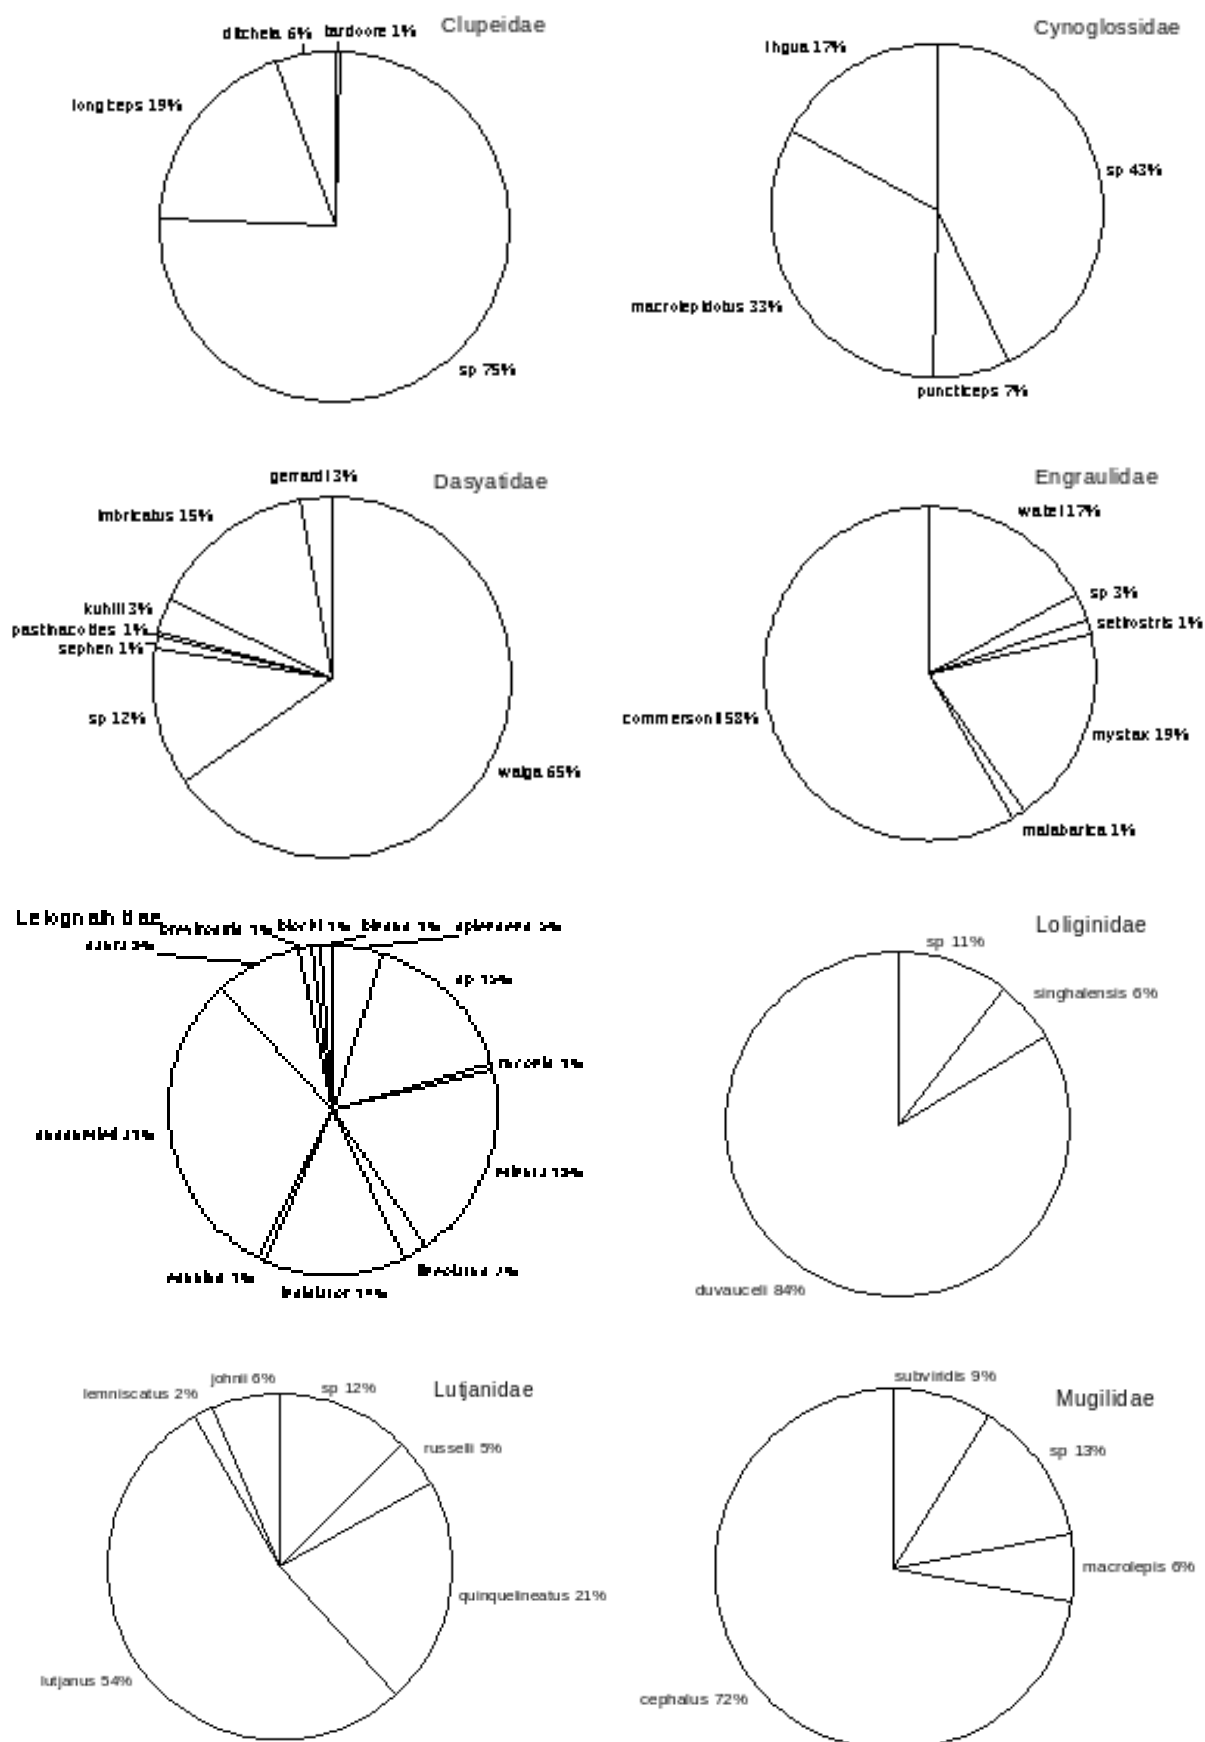 Clupeidae
ditchela 6%
tardoore 1%
longiceps 19%
sp 75%
Cynoglossidae
lingua 17%
sp 43%
macrolepidotus 33%
puncticeps 7%
Dasyatidae
gerrardi 3%
imbricatus 15%
kuhlii 3%
pastinacoties 1%
sephen 1%
sp 12%
walga 65%
Engraulidae
waitei 17%
sp 3%
setirostris 1%
mystax 19%
malabarica 1%
commersonii 58%
Leiognathidae
blochi 1%
sp
Loliginidae
sp 11%
singhalensis 6%
duvauceli 84%
Lutjanidae
johnii 6%
sp 12%
lemniscatus 2%
russelli 5%
quinquelineatus 21%
lutjanus 54%
Mugilidae
subviridis 9%
sp 13%
macrolepis 6%
cephalus 72%